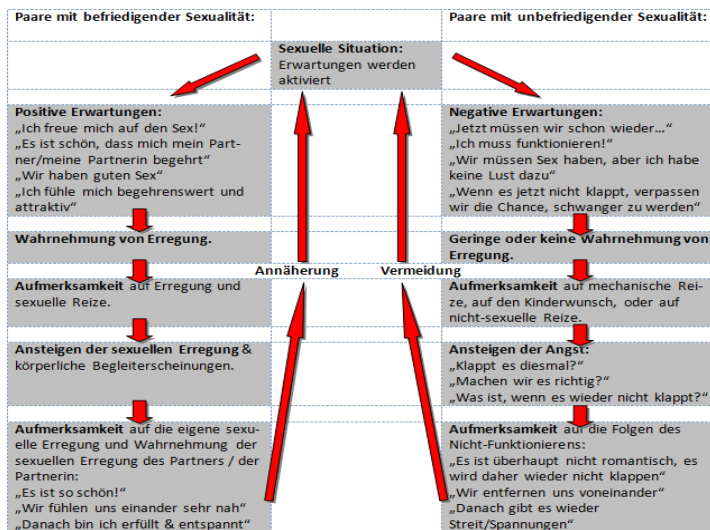 Paare mit befriedigender Sexualität:
Paare mit unbefriedigender Sexualität:
Sexuelle Situation:
Erwartungen werden
aktiviert
Positive Erwartungen:
„Ich freue mich auf den Sex!“
„Es ist schön, dass mich mein Part-
ner/meine Partnerin begehrt“
„Wir haben guten Sex“
„Ich fühle mich begehrenswert und
attraktiv“
Wahrnehmung von Erregung.
Aufmerksamkeit auf Erregung und
sexuelle Reize.
Ansteigen der sexuellen Erregung &
körperliche Begleiterscheinungen.
Aufmerksamkeit auf die eigene sexu-
elle Erregung und Wahrnehmung der
sexuellen Erregung des Partners / der
Partnerin:
„Es ist so schön!“
„Wir fühlen uns einander sehr nah“
„Danach bin ich erfüllt & entspannt“
Annäherung
Vermeidung
Negative Erwartungen:
„Jetzt müssen wir schon wieder…“
„Ich muss funktionieren!“
„Wir müssen Sex haben, aber ich habe
keine Lust dazu“
„Wenn es jetzt nicht klappt, verpassen
wir die Chance, schwanger zu werden“
Geringe oder keine Wahrnehmung von
Erregung.
Aufmerksamkeit auf mechanische Rei-
ze, auf den Kinderwunsch, oder auf
nicht-sexuelle Reize.
Ansteigen der Angst:
„Klappt es diesmal?“
„Machen wir es richtig?“
„Was ist, wenn es wieder nicht klappt?“
Aufmerksamkeit auf die Folgen des
Nicht-Funktionierens:
„Es ist überhaupt nicht romantisch, es
wird daher wieder nicht klappen“
„Wir entfernen uns voneinander“
„Danach gibt es wieder
Streit/Spannungen“